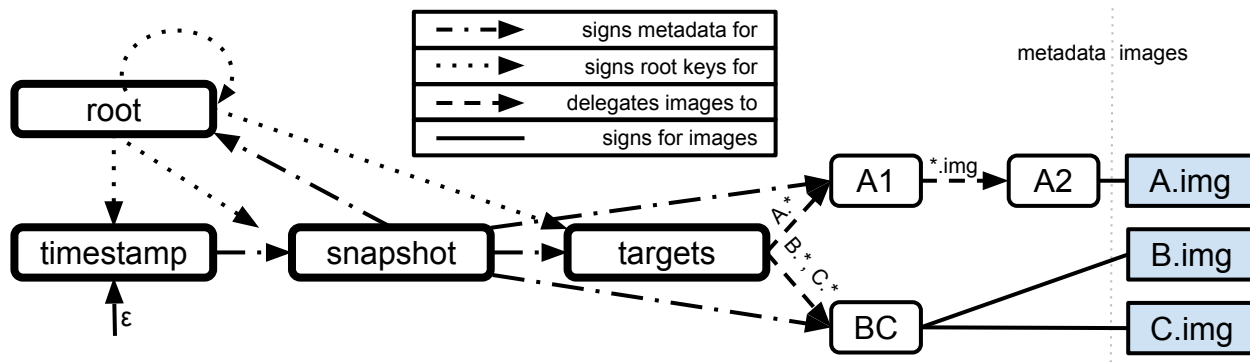 signs metadata for
signs root keys for
delegates images to
signs for images
metadata images
root
A1
*.img
A2
A.img
A.*
timestamp
snapshot
targets
B.*, C.*
B.img
ε
BC
C.img